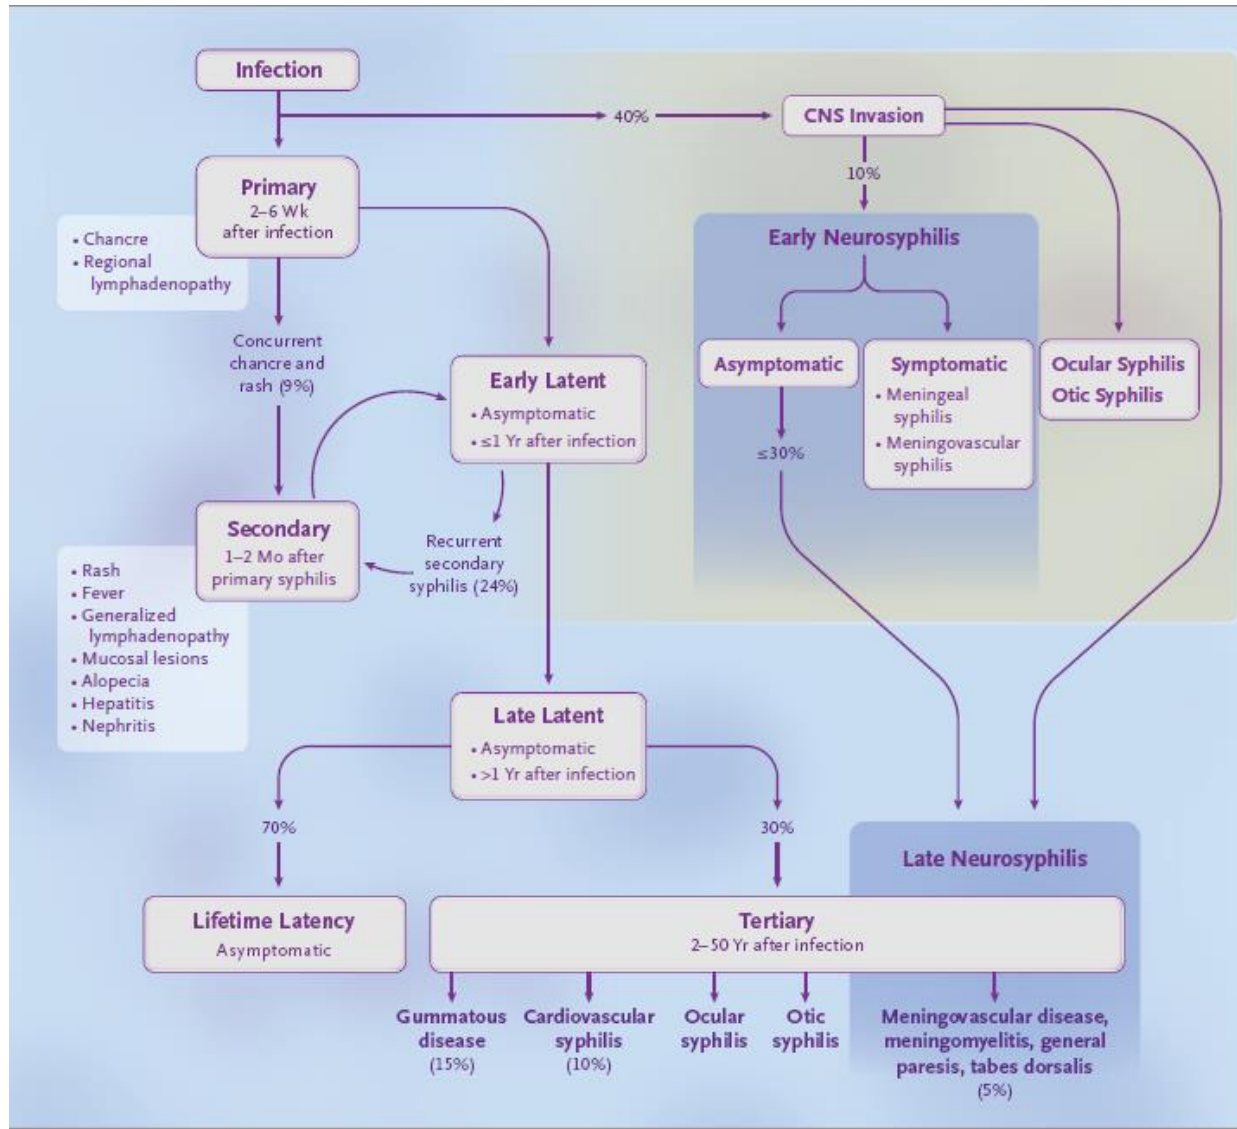 Infection
40%
CNS Invasion
Primary
2–6 Wk
after infection
• Chancre
• Regional
lymphadenopathy
10%
Early Neurosyphilis
Concurrent
chancre and
rash (9%)
Early Latent
• Asymptomatic
• ≤1 Yr after infection
Asymptomatic
≤30%
Symptomatic
• Meningeal
syphilis
• Meningovascular
syphilis
Ocular Syphilis
Otic Syphilis
Secondary
1–2 Mo after
primary syphilis
Recurrent
secondary
syphilis (24%)
• Rash
• Fever
• Generalized
lymphadenopathy
• Mucosal lesions
• Alopecia
• Hepatitis
• Nephritis
Late Latent
• Asymptomatic
• >1 Yr after infection
70%
30%
Late Neurosyphilis
Lifetime Latency
Asymptomatic
Tertiary
2–50 Yr after infection
Gummatous
disease
(15%)
Cardiovascular
syphilis
(10%)
Ocular
syphilis
Otic
syphilis
Meningovascular disease,
meningomyelitis, general
paresis, tabes dorsalis
(5%)